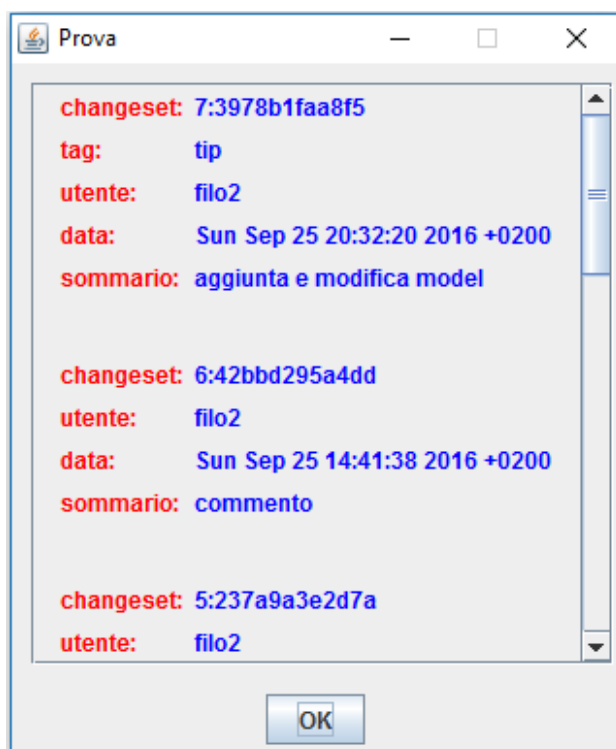 Prova
changeset: 7:3978b1faa8f5
tag: tip
utente: filo2
data: Sun Sep 25 20:32:20 2016 +0200
sommario: aggiunta e modifica model
changeset: 6:42bbd295a4dd
utente: filo2
data: Sun Sep 25 14:41:38 2016 +0200
sommario: commento
changeset: 5:237a9a3e2d7a
utente: filo2
OK